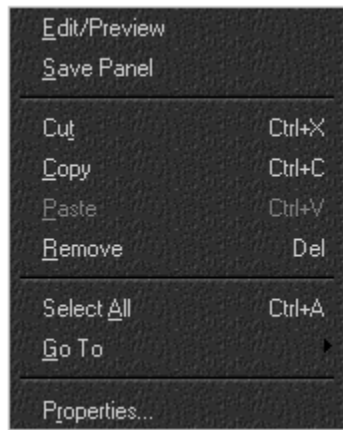 Edit/Preview
Save Panel
Cut Ctrl+X
Copy Ctrl+C
Paste Ctrl+V
Remove Del
Select All Ctrl+A
Go To
Properties...